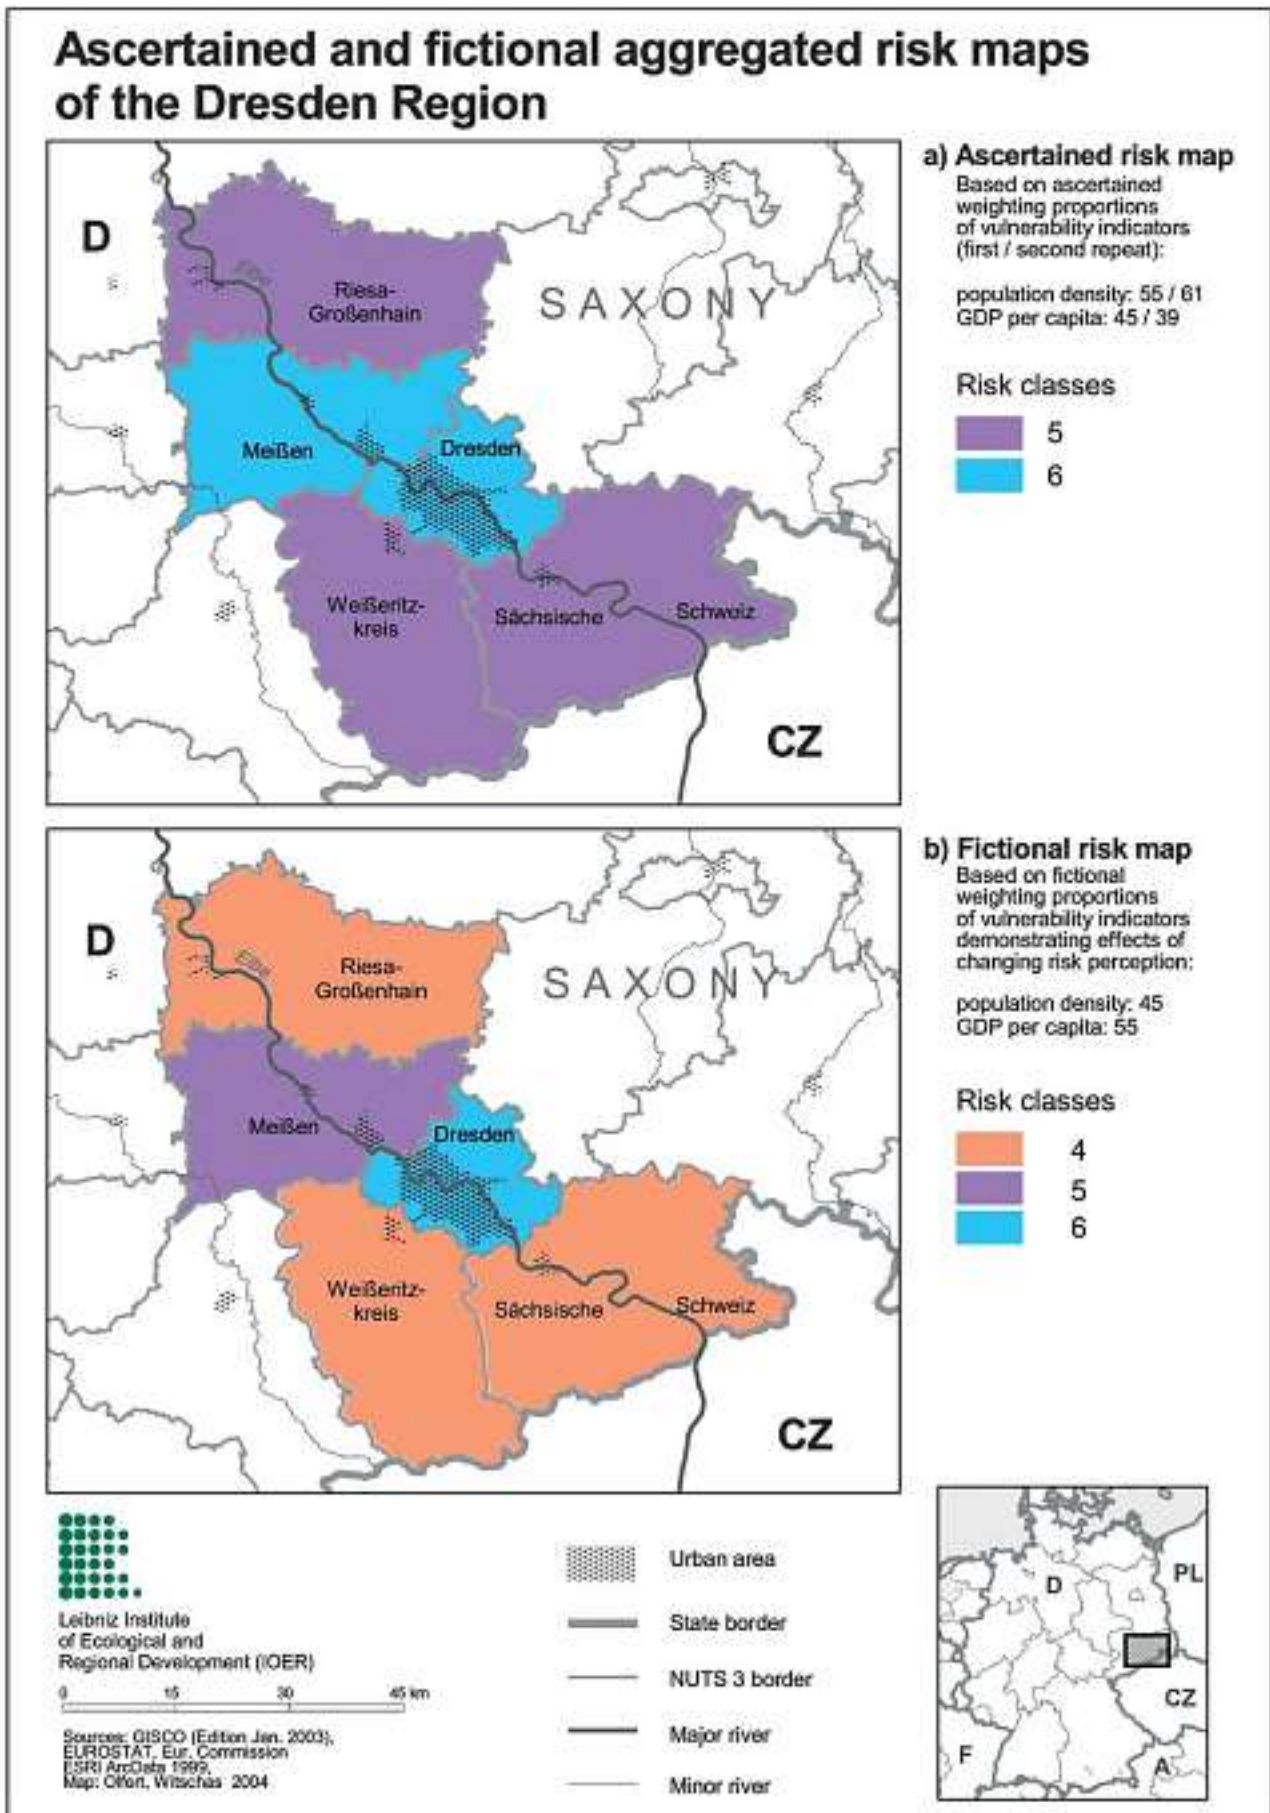 Ascertained and fictional aggregated risk maps
of the Dresden Region
D
Riesa-
Großenhain
SAXONY
Meißen
Dresden
Weißeritz-
kreis
Sächsische
Schweiz
CZ
a) Ascertained risk map
Based on ascertained
weighting proportions
of vulnerability indicators
(first / second repeat):
population density: 55 / 61
GDP per capita: 45 / 39
Risk classes
5
6
D
Riesa-
Großenhain
SAXONY
Meißen
Dresden
Weißeritz-
kreis
Sächsische
Schweiz
CZ
b) Fictional risk map
Based on fictional
weighting proportions
of vulnerability indicators
demonstrating effects of
changing risk perception:
population density: 45
GDP per capita: 55
Risk classes
4
5
6
Leibniz Institute
of Ecological and
Regional Development (IOER)
0 15 30 45 km
Sources: GISCO (Edition Jan. 2003),
EUROSTAT, Eur. Commission
ESRI ArcData 1999,
Map: Olfert, Witschas 2004
Urban area
State border
NUTS 3 border
Major river
Minor river
D
PL
CZ
F
A